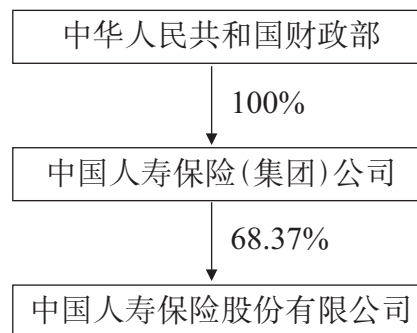 中华人民共和国财政部
100%
中国人寿保险(集团)公司
68.37%
中国人寿保险股份有限公司